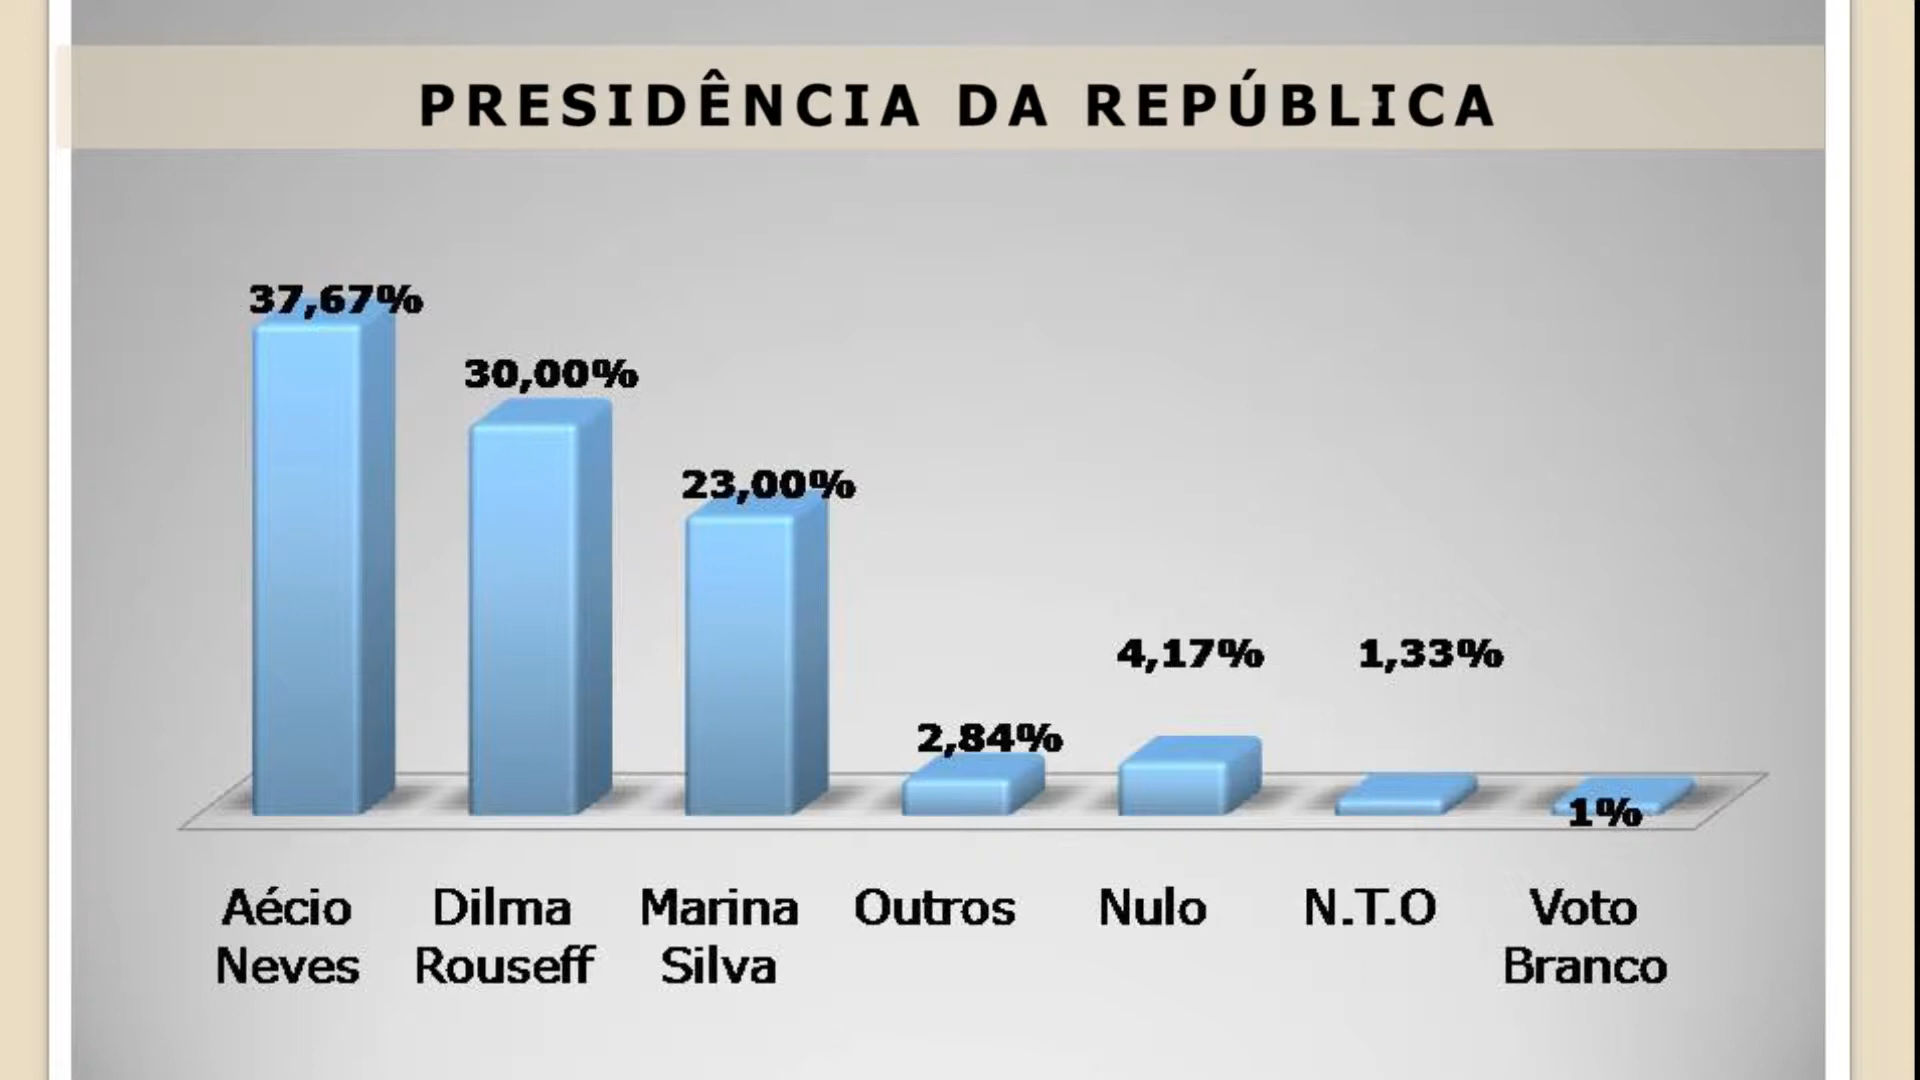 PRESIDÊNCIA DA REPÚBLICA
37,67%
30,00%
23,00%
2,84%
4,17%
1,33%
1%
Aécio
Neves
Dilma
Rouseff
Marina
Silva
Outros
Nulo
N.T.O
Voto
Branco